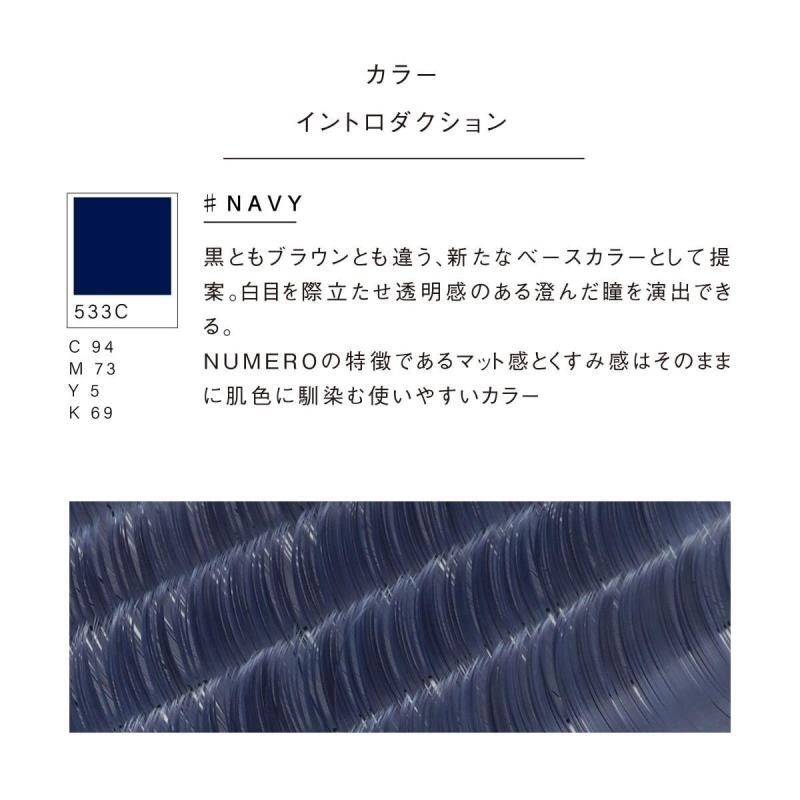 カラー
イントロダクション
♯NAVY
533C
C 94
M 73
Y 5
K 69
黒ともブラウンとも違う、新たなベースカラーとして提
案。白目を際立たせ透明感のある澄んだ瞳を演出でき
る。
NUMEROの特徴であるマット感とくすみ感はそのまま
に肌色に馴染む使いやすいカラー